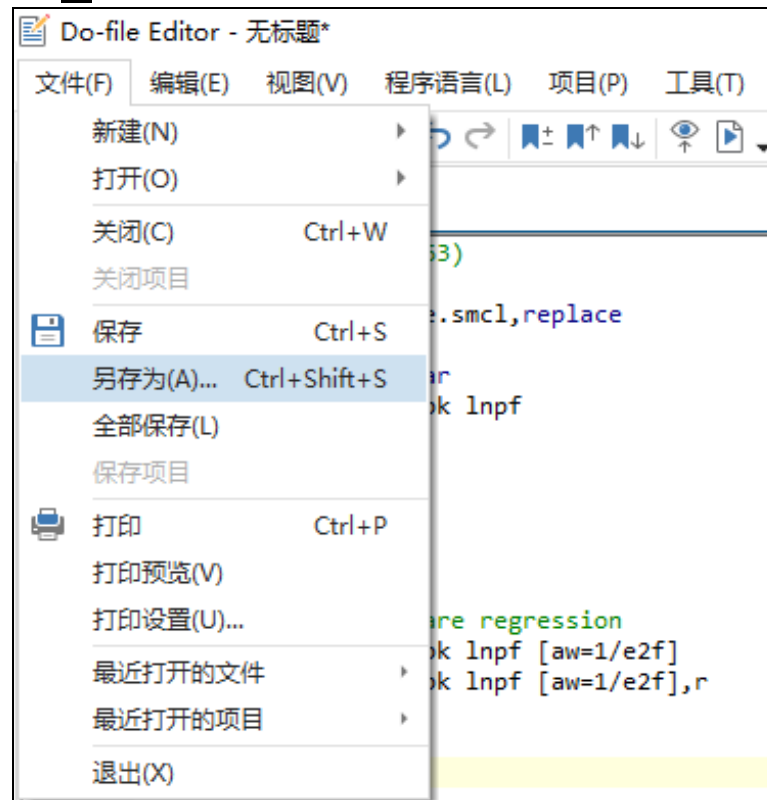 Do-file Editor - 无标题*
文件(F) 编辑(E) 视图(V) 程序语言(L) 项目(P) 工具(T)
新建(N)
打开(O)
关闭(C) Ctrl+W
关闭项目
保存 Ctrl+S
另存为(A)... Ctrl+Shift+S
全部保存(L)
保存项目
打印 Ctrl+P
打印预览(V)
打印设置(U)...
最近打开的文件
最近打开的项目
退出(X)
53)
.smcl,replace
ar
ok lnpf
are regression
ok lnpf [aw=1/e2f]
ok lnpf [aw=1/e2f],r